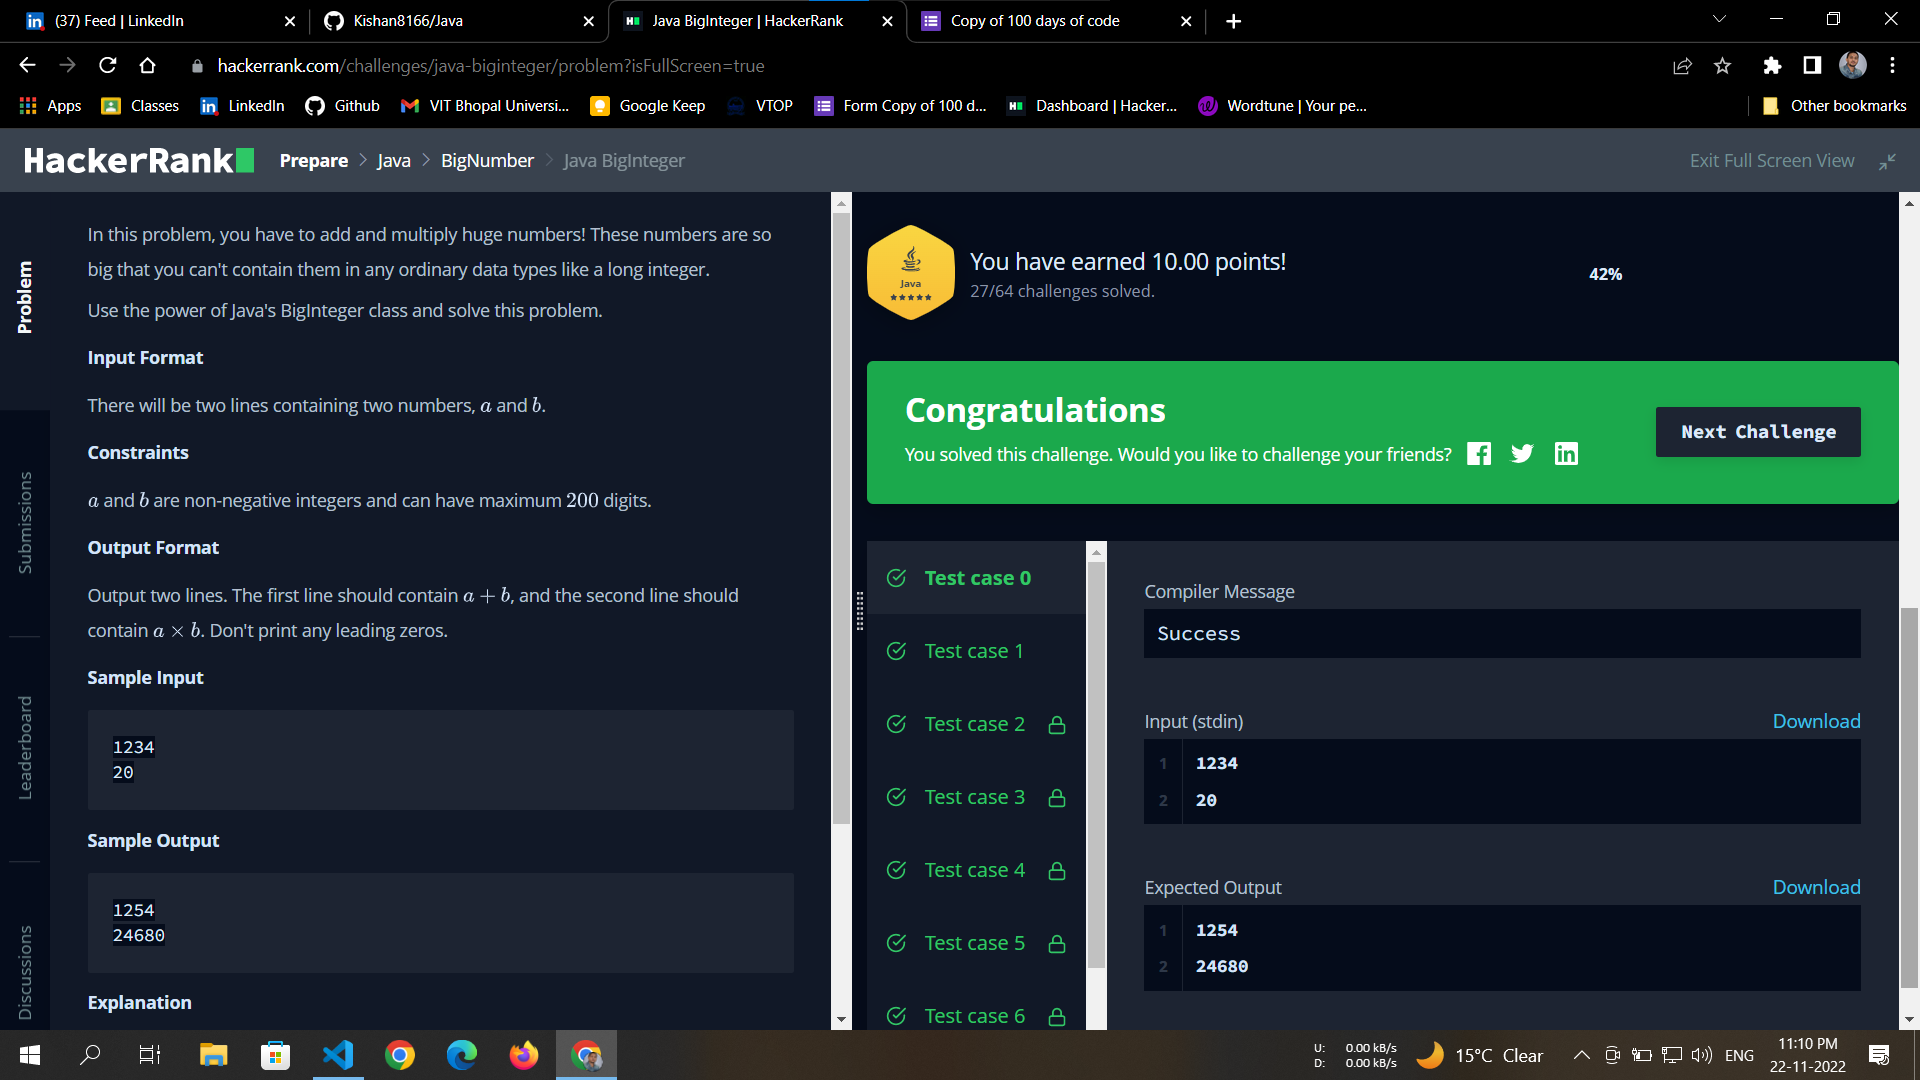 (37) Feed | LinkedIn
Kishan8166/Java
Java BigInteger | HackerRank
Copy of 100 days of code
hackerrank.com/challenges/java-biginteger/problem?isFullScreen=true
Apps
Classes
LinkedIn
Github
VIT Bhopal Universi...
Google Keep
VTOP
Form Copy of 100 d...
Dashboard | Hacker...
Wordtune | Your pe...
Other bookmarks
HackerRank
Prepare > Java > BigNumber > Java BigInteger
Exit Full Screen View
Problem
Submissions
Leaderboard
Discussions
In this problem, you have to add and multiply huge numbers! These numbers are so
big that you can't contain them in any ordinary data types like a long integer.
Use the power of Java's BigInteger class and solve this problem.
Input Format
There will be two lines containing two numbers, a and b.
Constraints
a and b are non-negative integers and can have maximum 200 digits.
Output Format
Output two lines. The first line should contain a + b, and the second line should
contain a × b. Don't print any leading zeros.
Sample Input
1234
20
Sample Output
1254
24680
Explanation
Java
You have earned 10.00 points!
27/64 challenges solved.
42%
Congratulations
You solved this challenge. Would you like to challenge your friends?
Next Challenge
Test case 0
Test case 1
Test case 2
Test case 3
Test case 4
Test case 5
Test case 6
Compiler Message
Success
Input (stdin)
Download
1 1234
2 20
Expected Output
Download
1 1254
2 24680
U: 0.00 kB/s
D: 0.00 kB/s
15°C Clear
ENG
11:10 PM
22-11-2022